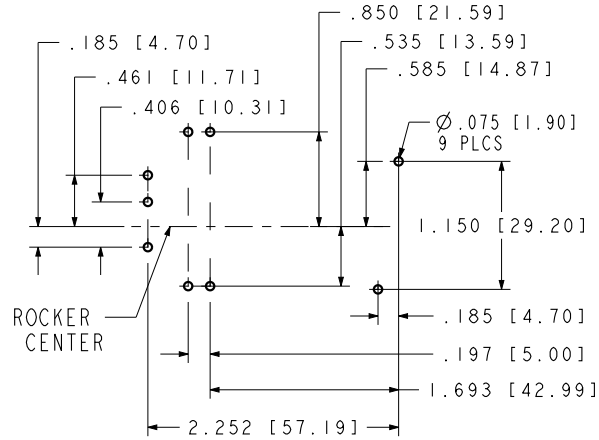 .850 [21.59]
.185 [4.70]
.535 [13.59]
.461 [11.71]
.585 [14.87]
.406 [10.31]
Ø.075 [1.90]
9 PLCS
1.150 [29.20]
ROCKER
CENTER
.185 [4.70]
.197 [5.00]
1.693 [42.99]
2.252 [57.19]